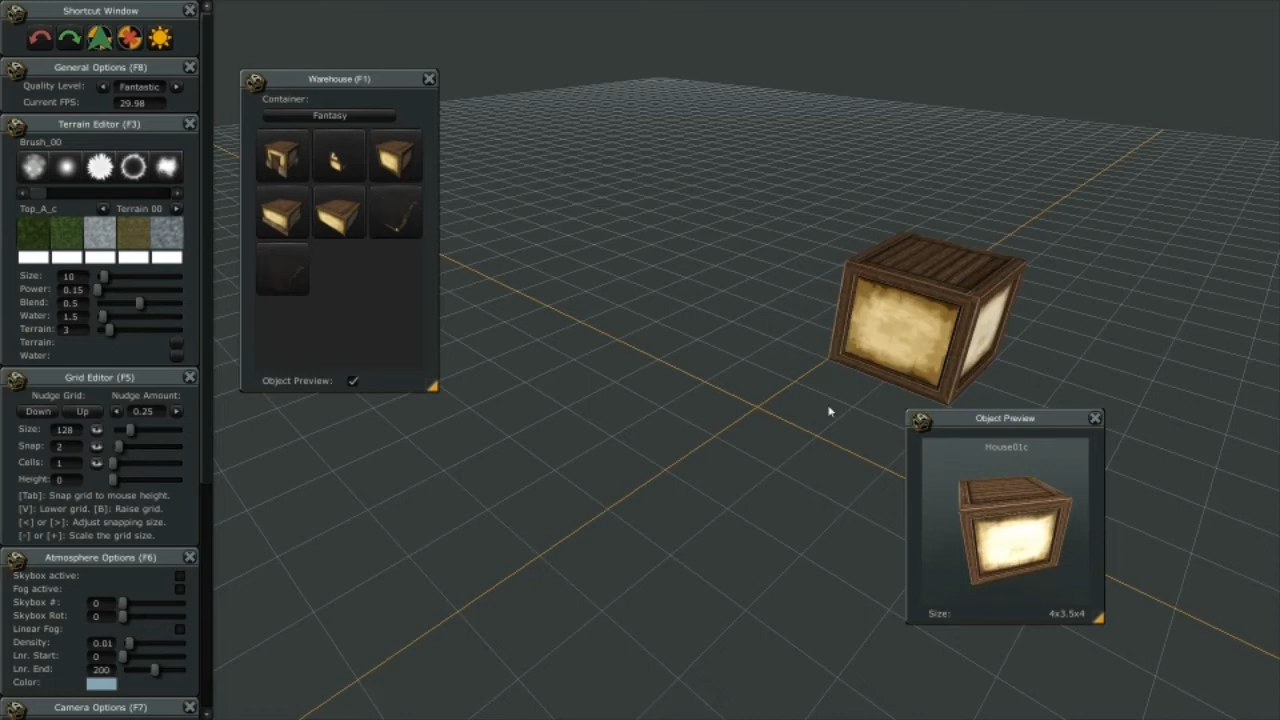 Shortcut Window
General Options (F8)
Quality Level: Fantastic
Current FPS: 29.98
Terrain Editor (F3)
Brush_00
Top_A_c Terrain 00
Size: 10
Power: 0.15
Blend: 0.5
Water: 1.5
Terrain: 3
Terrain:
Water:
Grid Editor (F5)
Nudge Grid: Nudge Amount:
Down Up 0.25
Size: 128
Snap: 2
Cells: 1
Height: 0
[Tab]: Snap grid to mouse height.
[V]: Lower grid. [B]: Raise grid.
[<] or [>]: Adjust snapping size.
[-] or [+]: Scale the grid size.
Atmosphere Options (F6)
Skybox active:
Fog active:
Skybox #: 0
Skybox Rot: 0
Linear Fog:
Density: 0.01
Lnr. Start: 0
Lnr. End: 200
Color:
Camera Options (F7)
Warehouse (F1)
Container:
Fantasy
Object Preview:
Object Preview
House01c
Size: 4x3.5x4